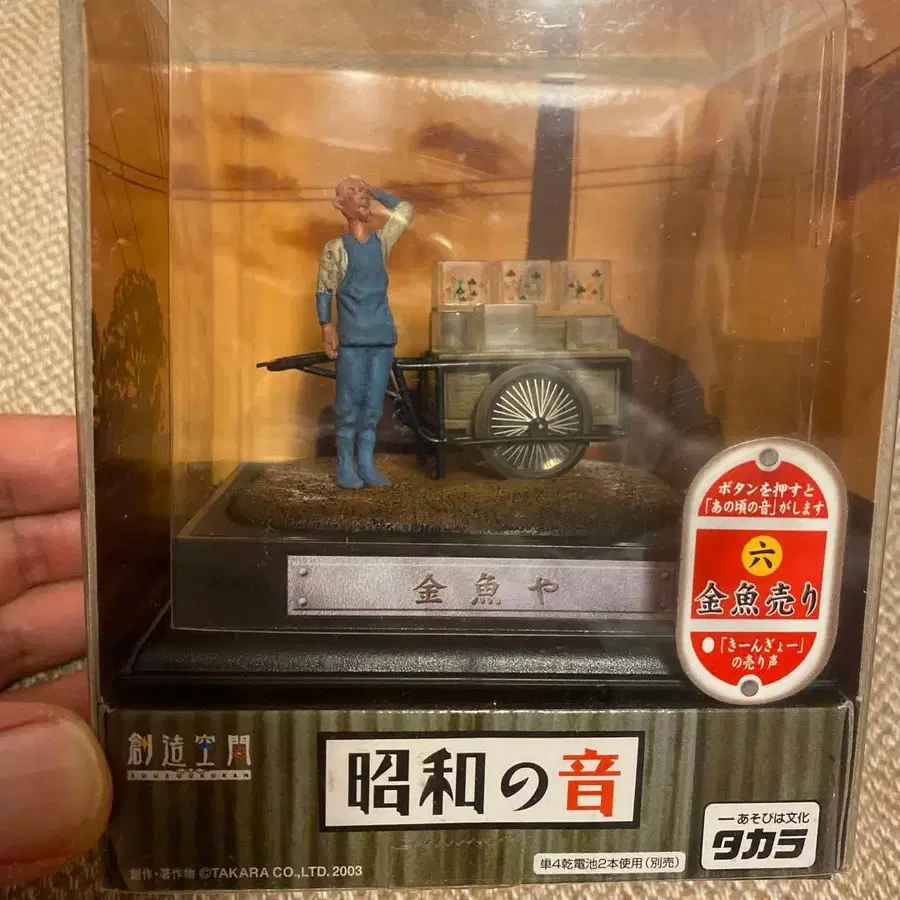 ボタンを押すと
「あの頃の音」がします
六
金魚売り
「きーんぎょー」
の売り声
金魚や
創造空間
SOUZOUKUKAN
昭和の音
ーあそびは文化
タカラ
単4乾電池2本使用(別売)
創作・著作物 ©TAKARA CO.,LTD. 2003